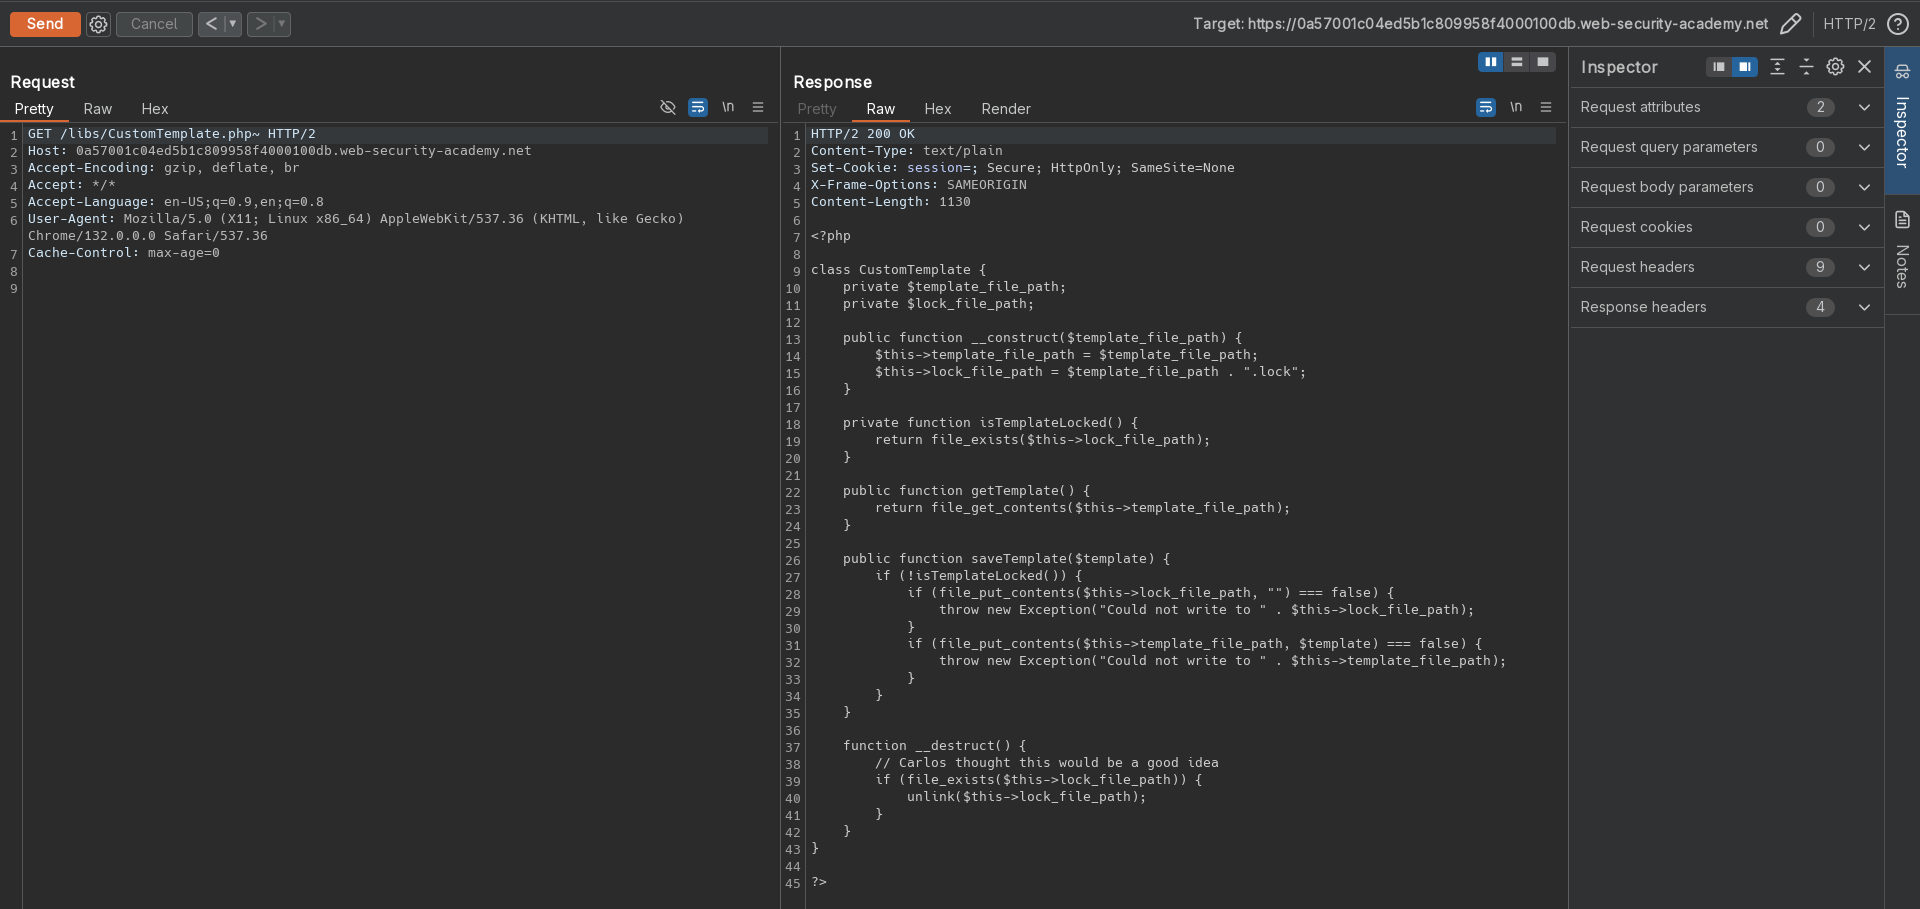 Send
Cancel
<
>
Target: https://0a57001c04ed5b1c809958f4000100db.web-security-academy.net
HTTP/2
Request
Pretty Raw Hex
\n
1 GET /libs/CustomTemplate.php~ HTTP/2
2 Host: 0a57001c04ed5b1c809958f4000100db.web-security-academy.net
3 Accept-Encoding: gzip, deflate, br
4 Accept: */*
5 Accept-Language: en-US;q=0.9,en;q=0.8
6 User-Agent: Mozilla/5.0 (X11; Linux x86_64) AppleWebKit/537.36 (KHTML, like Gecko)
Chrome/132.0.0.0 Safari/537.36
7 Cache-Control: max-age=0
8
9
Response
Pretty Raw Hex Render
\n
1 HTTP/2 200 OK
2 Content-Type: text/plain
3 Set-Cookie: session=; Secure; HttpOnly; SameSite=None
4 X-Frame-Options: SAMEORIGIN
5 Content-Length: 1130
6
7 <?php
8
9 class CustomTemplate {
10     private $template_file_path;
11     private $lock_file_path;
12
13     public function __construct($template_file_path) {
14         $this->template_file_path = $template_file_path;
15         $this->lock_file_path = $template_file_path . ".lock";
16     }
17
18     private function isTemplateLocked() {
19         return file_exists($this->lock_file_path);
20     }
21
22     public function getTemplate() {
23         return file_get_contents($this->template_file_path);
24     }
25
26     public function saveTemplate($template) {
27         if (!isTemplateLocked()) {
28             if (file_put_contents($this->lock_file_path, "") === false) {
29                 throw new Exception("Could not write to " . $this->lock_file_path);
30             }
31             if (file_put_contents($this->template_file_path, $template) === false) {
32                 throw new Exception("Could not write to " . $this->template_file_path);
33             }
34         }
35     }
36
37     function __destruct() {
38         // Carlos thought this would be a good idea
39         if (file_exists($this->lock_file_path)) {
40             unlink($this->lock_file_path);
41         }
42     }
43 }
44
45 ?>
Inspector
Request attributes 2
Request query parameters 0
Request body parameters 0
Request cookies 0
Request headers 9
Response headers 4
Inspector
Notes